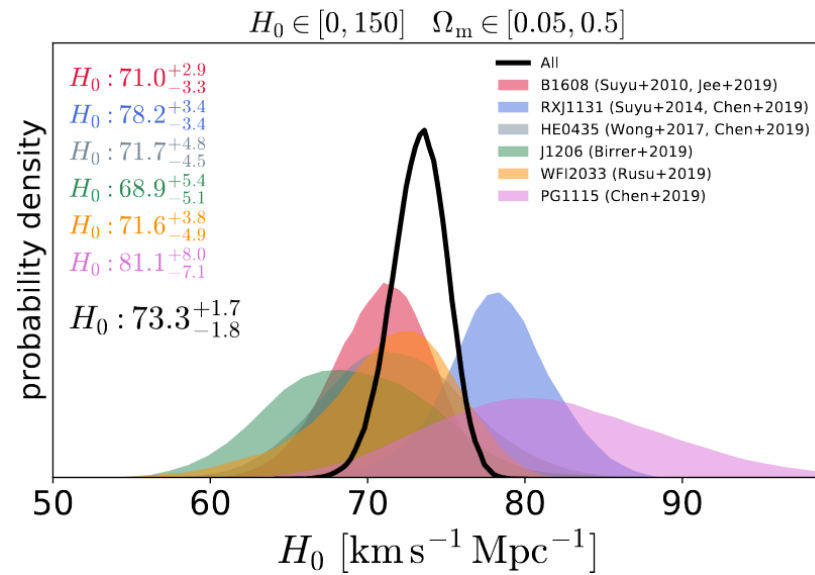 H₀ ∈ [0, 150] Ωₘ ∈ [0.05, 0.5]
H₀ : 71.0 +2.9 −3.3
H₀ : 78.2 +3.4 −3.4
H₀ : 71.7 +4.8 −4.5
H₀ : 68.9 +5.4 −5.1
H₀ : 71.6 +3.8 −4.9
H₀ : 81.1 +8.0 −7.1
H₀ : 73.3 +1.7 −1.8
All
B1608 (Suyu+2010, Jee+2019)
RXJ1131 (Suyu+2014, Chen+2019)
HE0435 (Wong+2017, Chen+2019)
J1206 (Birrer+2019)
WFI2033 (Rusu+2019)
PG1115 (Chen+2019)
probability density
50 60 70 80 90
H₀ [km s⁻¹ Mpc⁻¹]